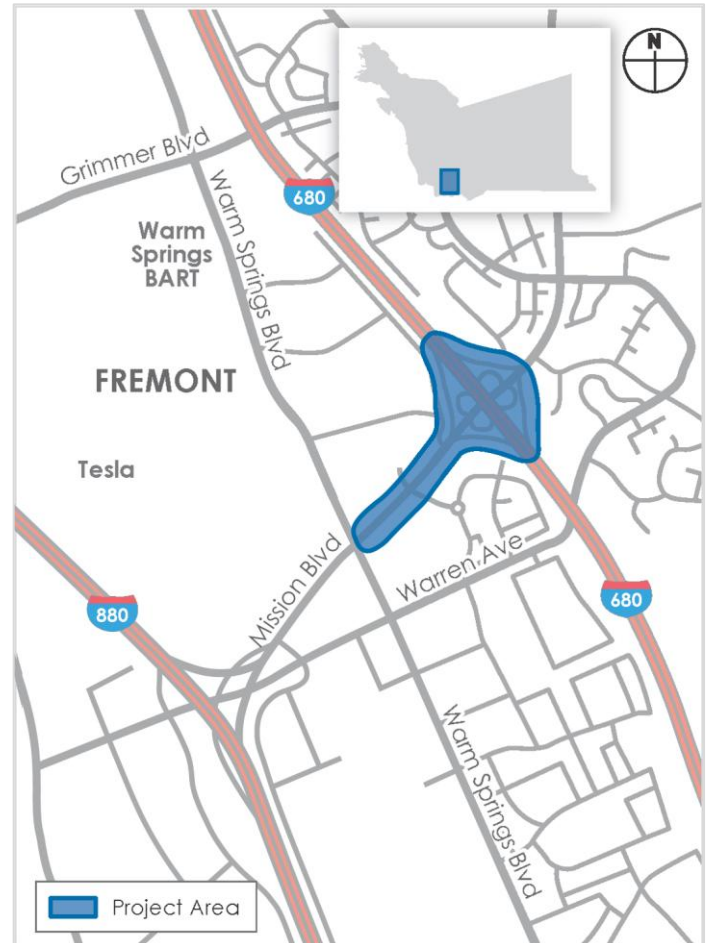 N
Grimmer Blvd
680
Warm
Springs
BART
Warm Springs Blvd
FREMONT
Tesla
Mission Blvd
Warren Ave
880
680
Warm Springs Blvd
Project Area